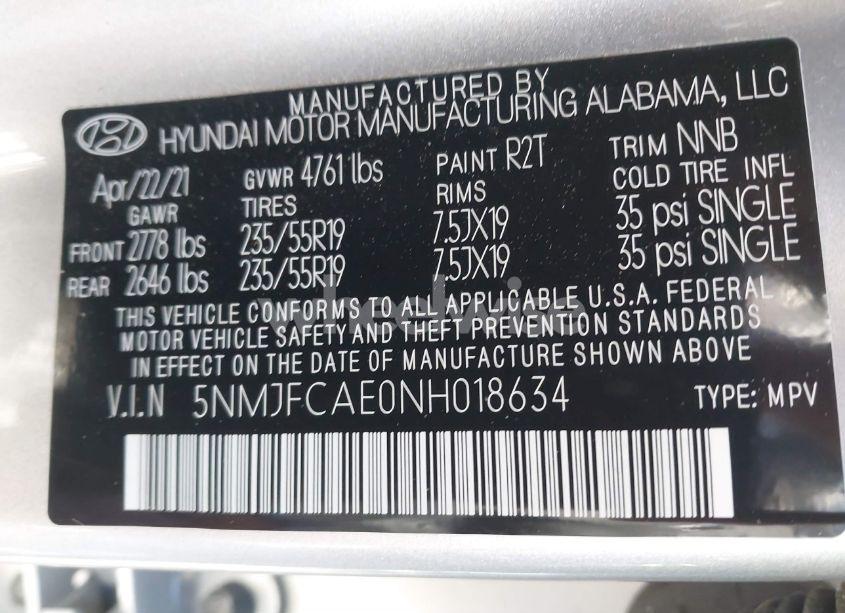 MANUFACTURED BY
HYUNDAI MOTOR MANUFACTURING ALABAMA, LLC
Apr/22/21 GVWR 4761 lbs PAINT R2T TRIM NNB
GAWR TIRES RIMS COLD TIRE INFL
FRONT 2778 lbs 235/55R19 7.5JX19 35 psi SINGLE
REAR 2646 lbs 235/55R19 7.5JX19 35 psi SINGLE
THIS VEHICLE CONFORMS TO ALL APPLICABLE U.S.A. FEDERAL
MOTOR VEHICLE SAFETY AND THEFT PREVENTION STANDARDS
IN EFFECT ON THE DATE OF MANUFACTURE SHOWN ABOVE
V.I.N 5NMJFCAE0NH018634 TYPE: MPV